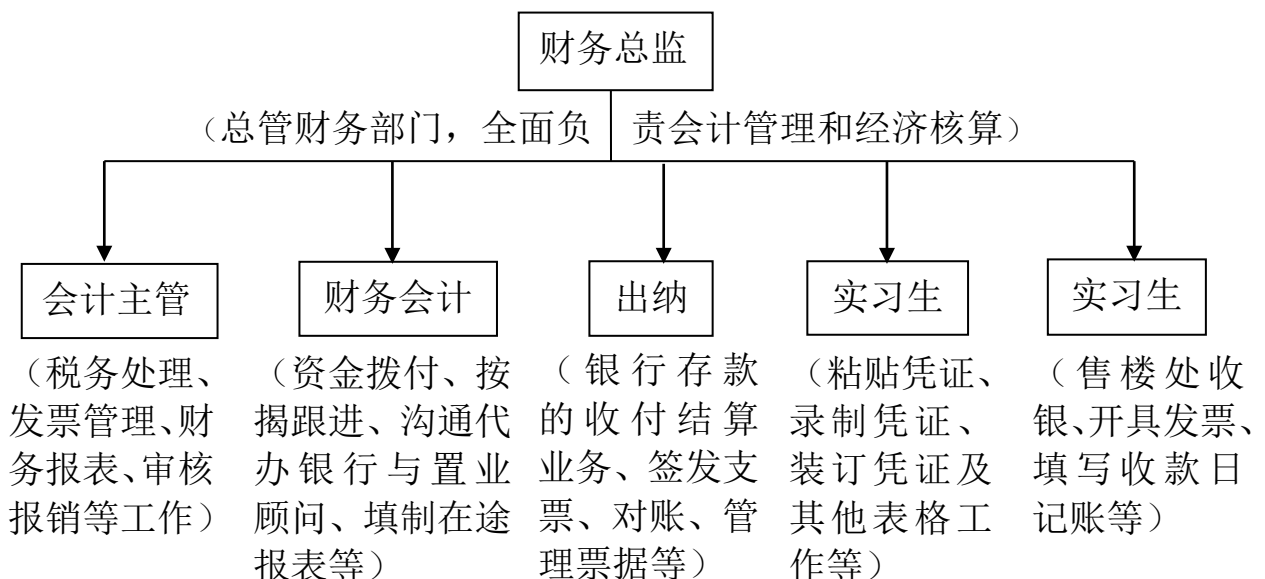 财务总监
（总管财务部门，全面负责会计管理和经济核算）
会计主管
（税务处理、
发票管理、财
务报表、审核
报销等工作）
财务会计
（资金拨付、按
揭跟进、沟通代
办银行与置业
顾问、填制在途
报表等）
出纳
（银行存款
的收付结算
业务、签发支
票、对账、管
理票据等）
实习生
（粘贴凭证、
录制凭证、
装订凭证及
其他表格工
作等）
实习生
（售楼处收
银、开具发票、
填写收款日
记账等）